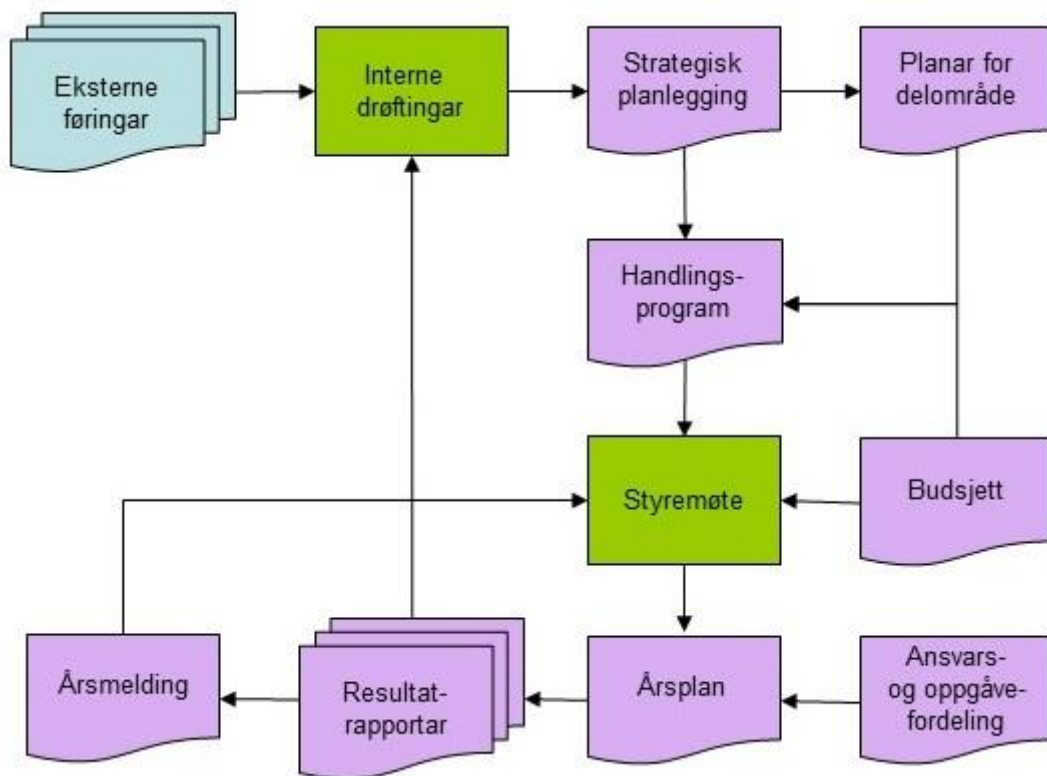 Eksterne
føringar
Interne
drøftingar
Strategisk
planlegging
Planar for
delområde
Handlings-
program
Styremøte
Budsjett
Årsmelding
Resultat-
rapportar
Årsplan
Ansvars-
og oppgåve-
fordeling